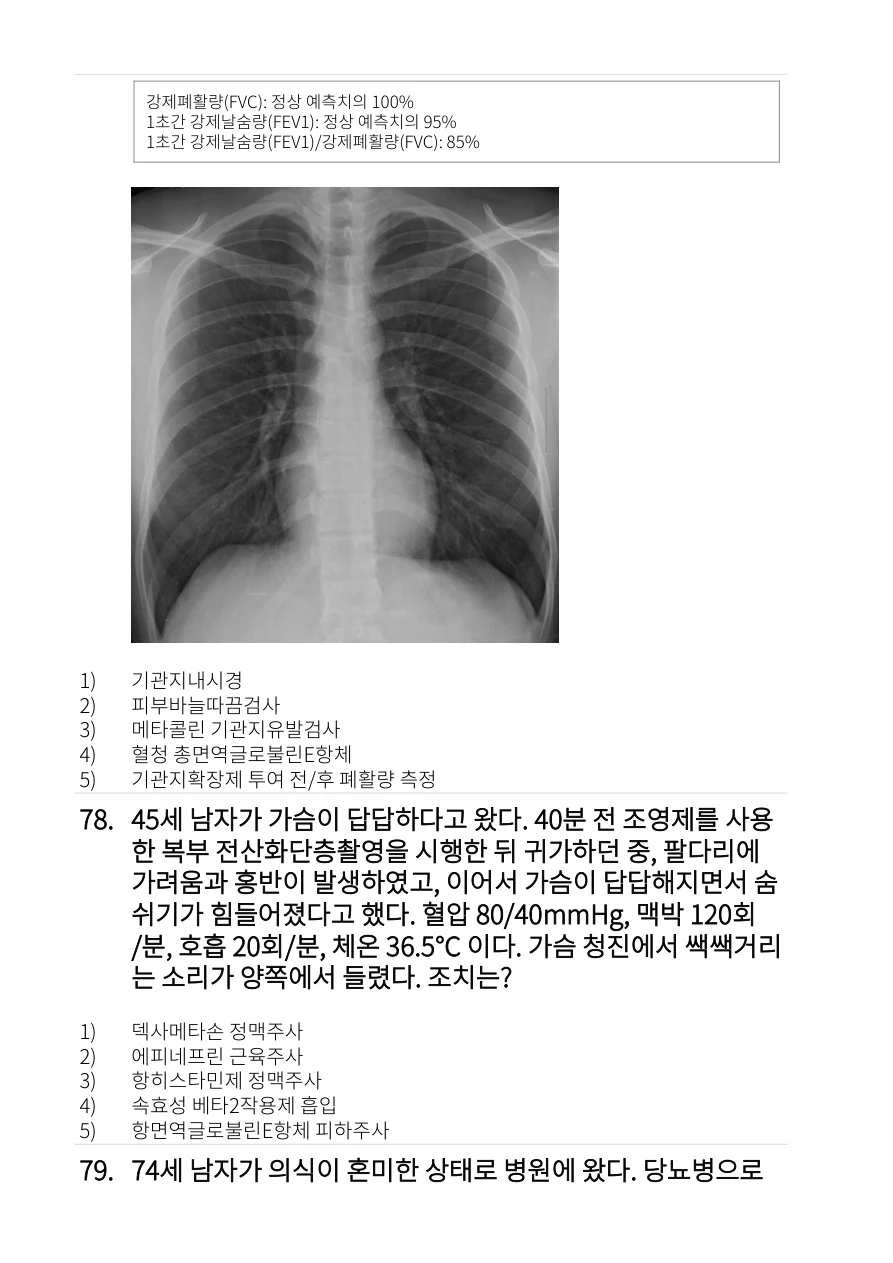 강제폐활량(FVC): 정상 예측치의 100%
1초간 강제날숨량(FEV1): 정상 예측치의 95%
1초간 강제날숨량(FEV1)/강제폐활량(FVC): 85%
1) 기관지내시경
2) 피부바늘따끔검사
3) 메타콜린 기관지유발검사
4) 혈청 총면역글로불린E항체
5) 기관지확장제 투여 전/후 폐활량 측정
78. 45세 남자가 가슴이 답답하다고 왔다. 40분 전 조영제를 사용
한 복부 전산화단층촬영을 시행한 뒤 귀가하던 중, 팔다리에
가려움과 홍반이 발생하였고, 이어서 가슴이 답답해지면서 숨
쉬기가 힘들어졌다고 했다. 혈압 80/40mmHg, 맥박 120회
/분, 호흡 20회/분, 체온 36.5°C 이다. 가슴 청진에서 쌕쌕거리
는 소리가 양쪽에서 들렸다. 조치는?
1) 덱사메타손 정맥주사
2) 에피네프린 근육주사
3) 항히스타민제 정맥주사
4) 속효성 베타2작용제 흡입
5) 항면역글로불린E항체 피하주사
79. 74세 남자가 의식이 혼미한 상태로 병원에 왔다. 당뇨병으로